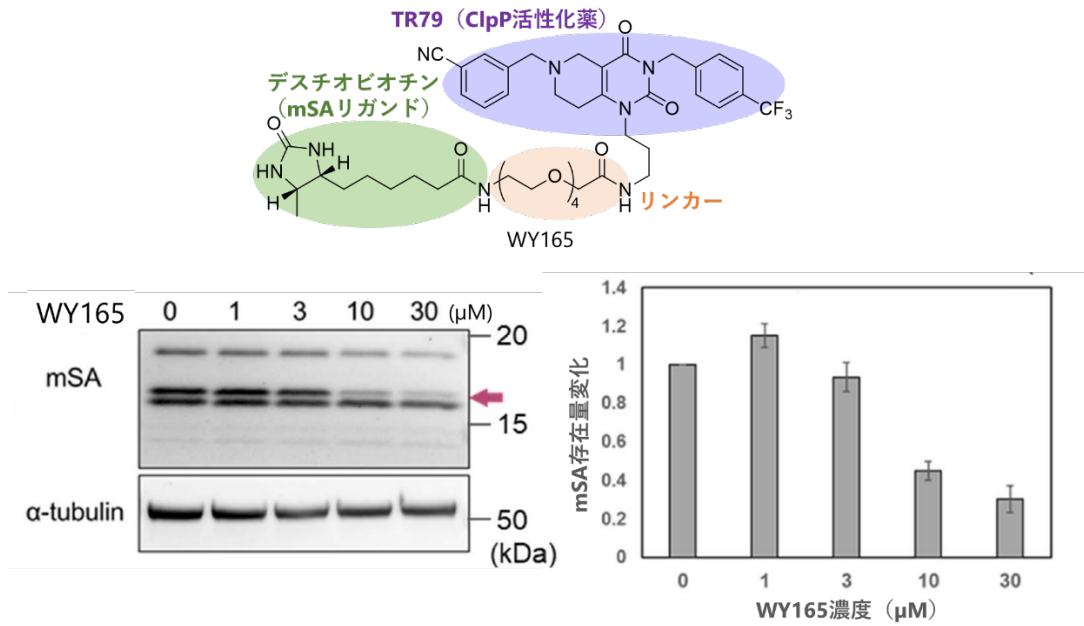 TR79（ClpP活性化薬）
デスチオビオチン
（mSAリガンド）
NC
O
N
N
O
N
CF3
O
NH
HN
H
H
O
N
H
O
4
O
N
H
リンカー
WY165
WY165 0 1 3 10 30 (μM)
mSA
20
15
α-tubulin
50
(kDa)
1.4
1.2
1
0.8
0.6
0.4
0.2
0
mSA存在量変化
0 1 3 10 30
WY165濃度（μM）